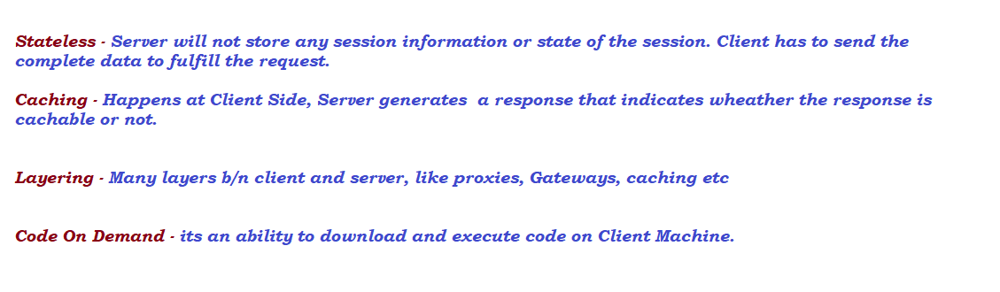 Stateless - Server will not store any session information or state of the session. Client has to send the
complete data to fulfill the request.
Caching - Happens at Client Side, Server generates  a response that indicates wheather the response is
cachable or not.
Layering - Many layers b/n client and server, like proxies, Gateways, caching etc
Code On Demand - its an ability to download and execute code on Client Machine.